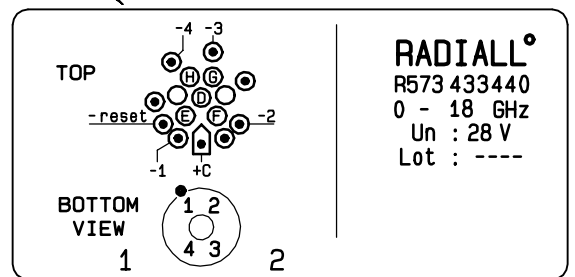 -4 -3
TOP
H G
D
E F
-reset
-2
-1 +C
BOTTOM
VIEW
1 2
4 3
1 2
RADIALL°
R573 433440
0 - 18 GHz
Un : 28 V
Lot : ----